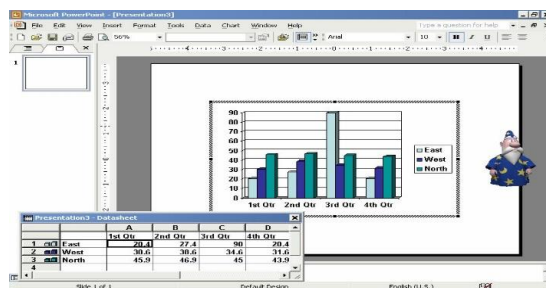 Microsoft PowerPoint - [Presentation3]
File Edit View Insert Format Tools Data Chart Window Help Type a question for help
56% Arial 10 B I U
1
90
80
70
60
50
40
30
20
10
0
1st Qtr 2nd Qtr 3rd Qtr 4th Qtr
East
West
North
Presentation3 - Datasheet
A B C D
1st Qtr 2nd Qtr 3rd Qtr 4th Qtr
1 East 20.4 27.4 90 20.4
2 West 30.6 38.6 34.6 31.6
3 North 45.9 46.9 45 43.9
4
Slide 1 of 1 Default Design English (U.S.)